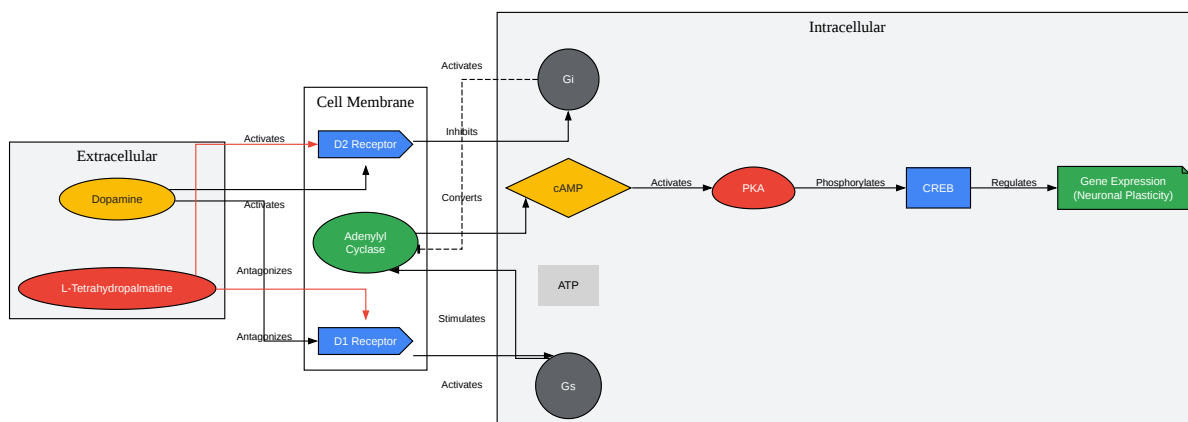 Intracellular
Activates
Gi
Cell Membrane
Inhibits
Activates
D2 Receptor
Extracellular
Dopamine
Activates
Converts
cAMP
Activates
PKA
Phosphorylates
CREB
Regulates
Gene Expression
(Neuronal Plasticity)
Adenylyl
Cyclase
Antagonizes
L-Tetrahydropalmatine
ATP
Stimulates
Antagonizes
D1 Receptor
Activates
Gs